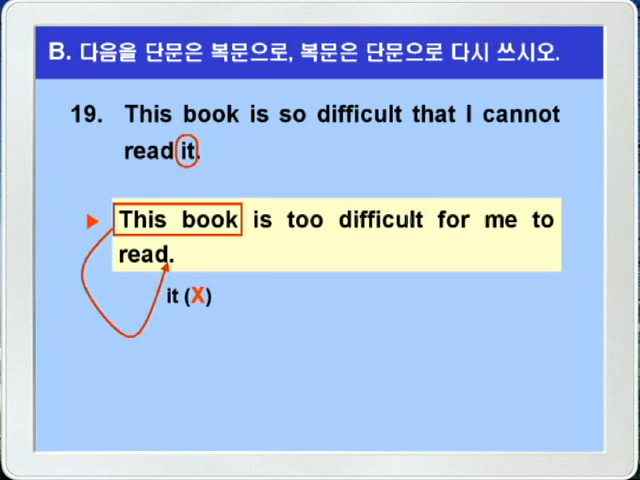 B. 다음을 단문은 복문으로, 복문은 단문으로 다시 쓰시오.
19. This book is so difficult that I cannot
read it.
This book is too difficult for me to
read.
it (X)